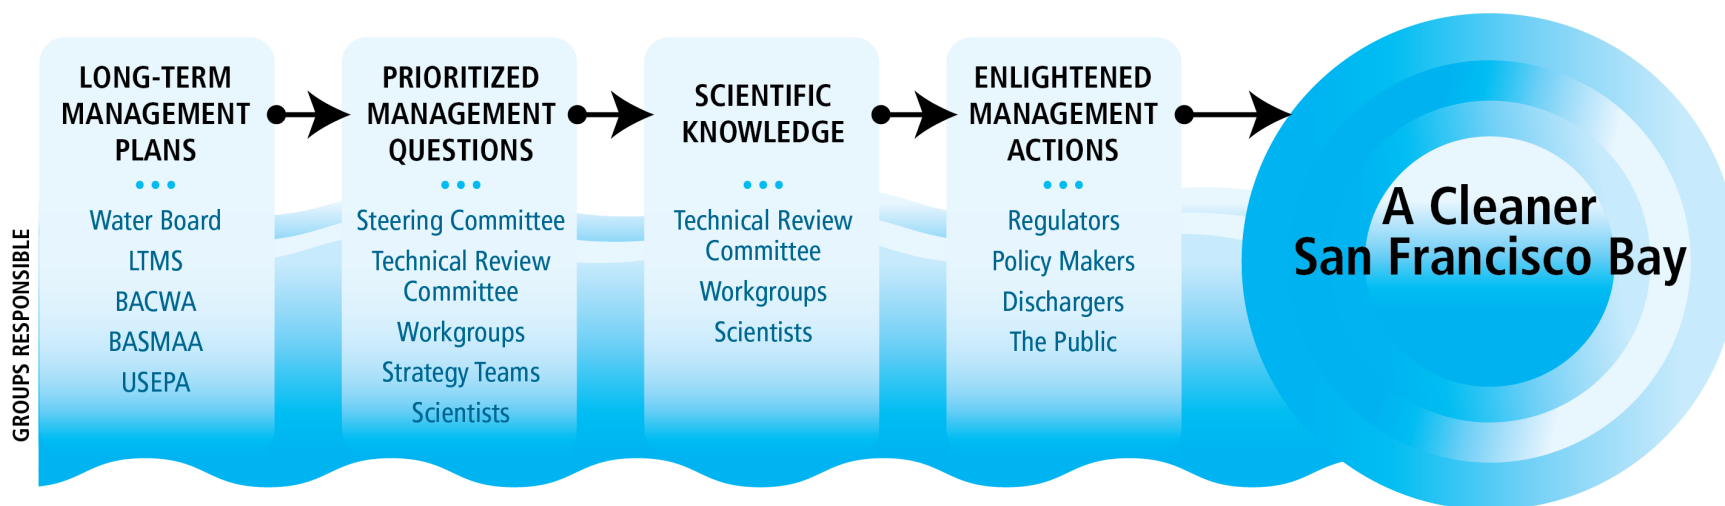 LONG-TERM
MANAGEMENT
PLANS
Water Board
LTMS
BACWA
BASMAA
USEPA
PRIORITIZED
MANAGEMENT
QUESTIONS
Steering Committee
Technical Review
Committee
Workgroups
Strategy Teams
Scientists
SCIENTIFIC
KNOWLEDGE
Technical Review
Committee
Workgroups
Scientists
ENLIGHTENED
MANAGEMENT
ACTIONS
Regulators
Policy Makers
Dischargers
The Public
A Cleaner
San Francisco Bay
GROUPS RESPONSIBLE